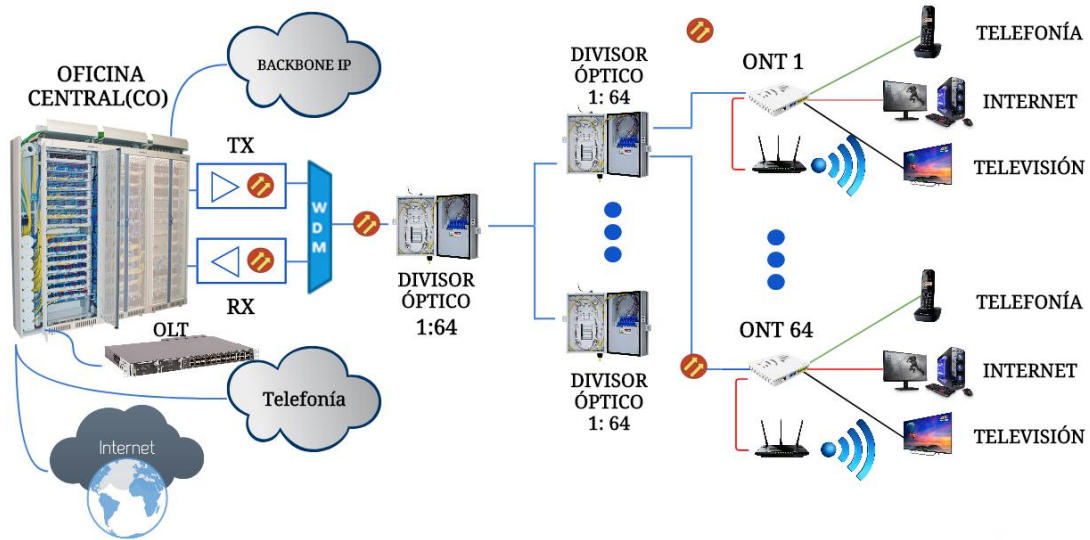 OFICINA
CENTRAL(CO)
BACKBONE IP
TX
RX
WDM
OLT
Telefonía
Internet
DIVISOR
ÓPTICO
1:64
DIVISOR
ÓPTICO
1: 64
DIVISOR
ÓPTICO
1: 64
ONT 1
TELEFONÍA
INTERNET
TELEVISIÓN
ONT 64
TELEFONÍA
INTERNET
TELEVISIÓN